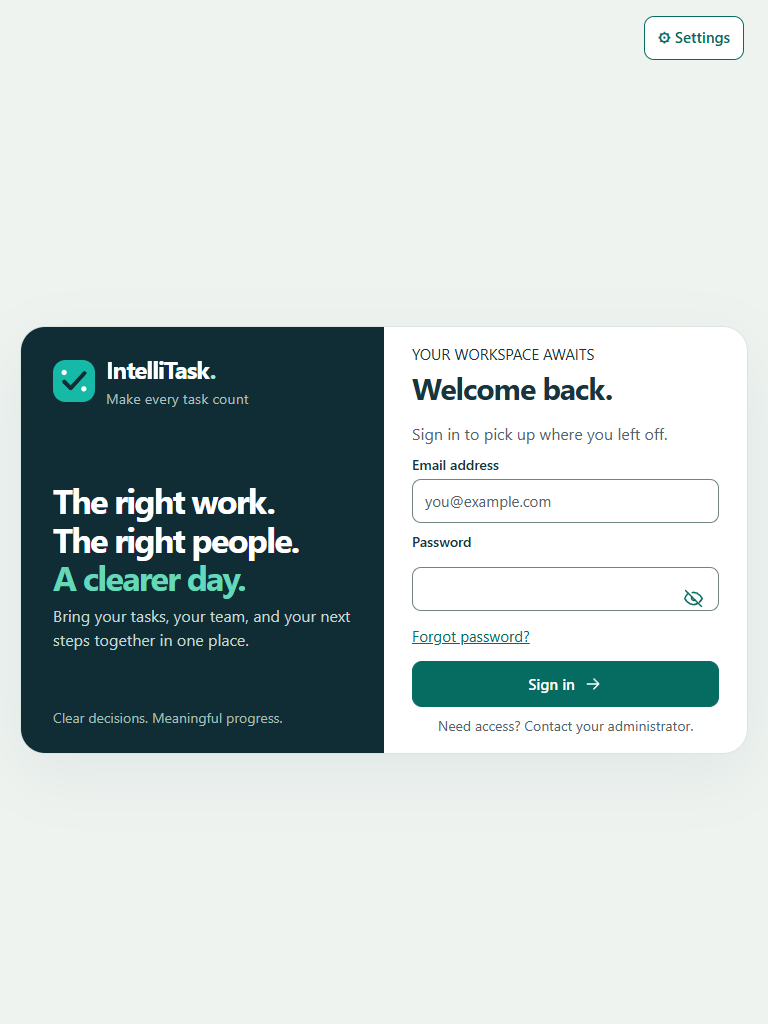 ⚙ Settings
IntelliTask.
Make every task count
The right work.
The right people.
A clearer day.
Bring your tasks, your team, and your next
steps together in one place.
Clear decisions. Meaningful progress.
YOUR WORKSPACE AWAITS
Welcome back.
Sign in to pick up where you left off.
Email address
you@example.com
Password
Forgot password?
Sign in →
Need access? Contact your administrator.